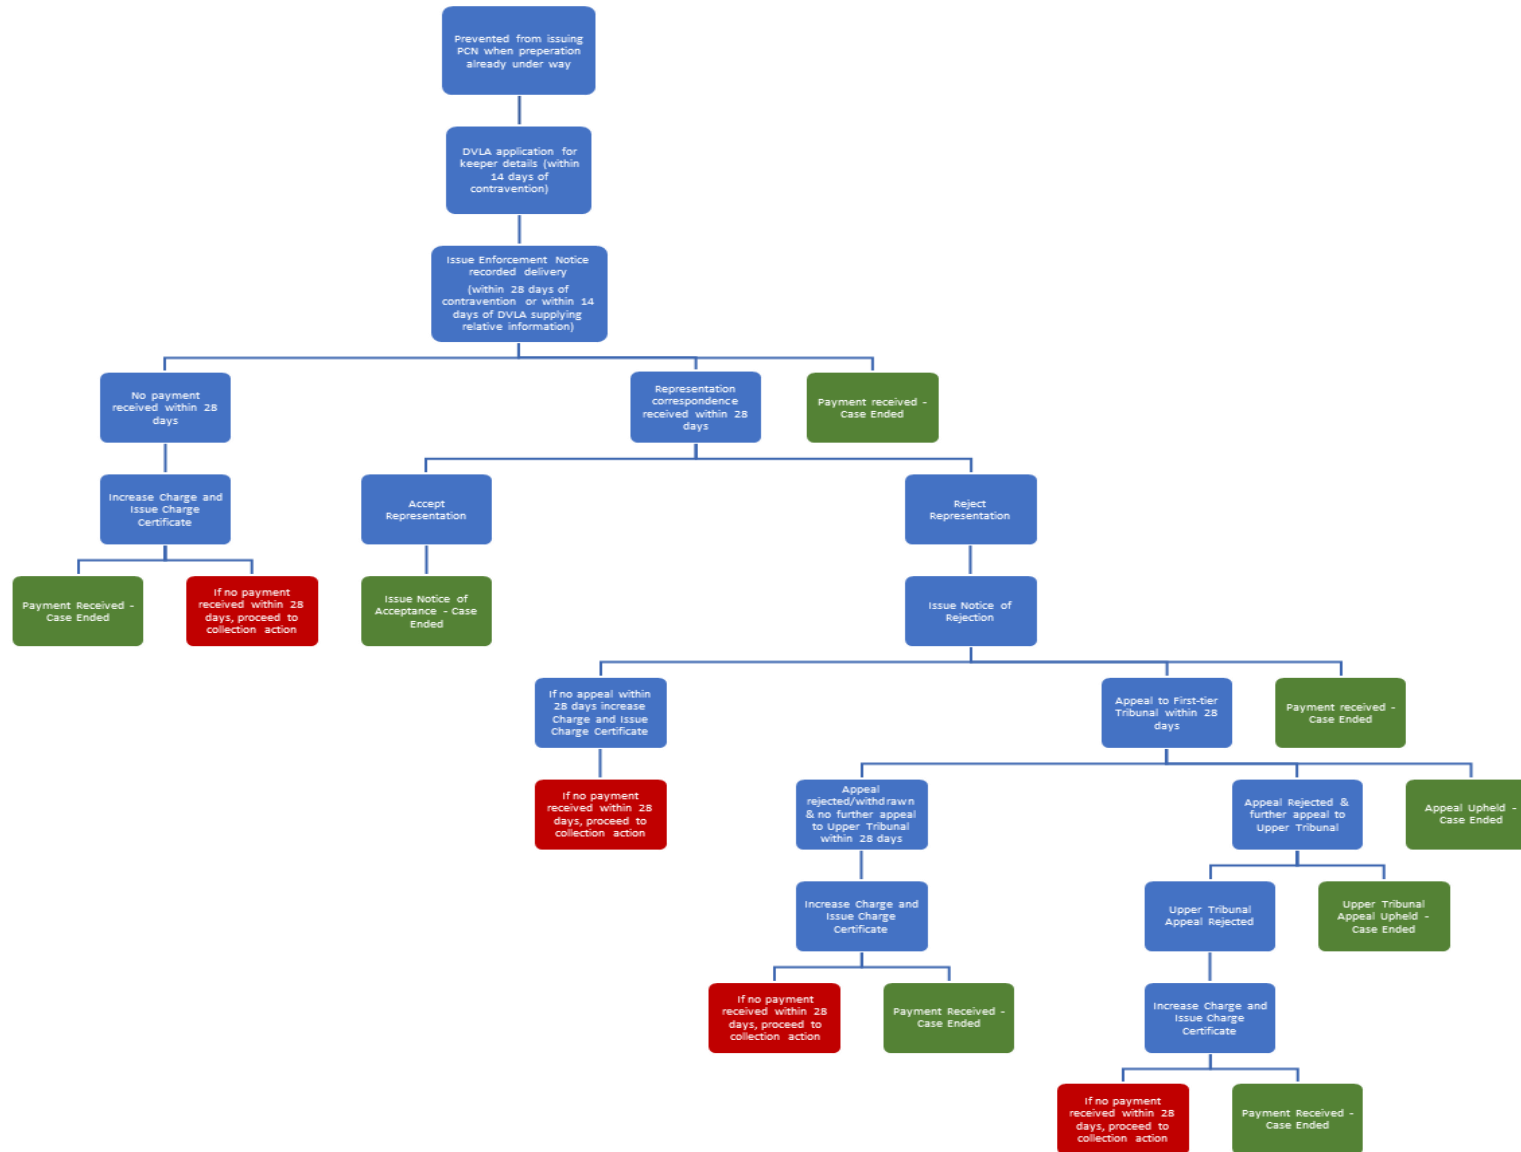 Prevented from issuing
PCN when preperation
already under way
DVLA application for
keeper details (within
14 days of
contravention)
Issue Enforcement Notice
recorded delivery
(within 28 days of
contravention or within 14
days of DVLA supplying
relative information)
No payment
received within 28
days
Representation
correspondence
received within 28
days
Payment received -
Case Ended
Increase Charge and
Issue Charge
Certificate
Accept
Representation
Reject
Representation
Payment Received -
Case Ended
If no payment
received within 28
days, proceed to
collection action
Issue Notice of
Acceptance - Case
Ended
Issue Notice of
Rejection
If no appeal within
28 days increase
Charge and Issue
Charge Certificate
Appeal to First-tier
Tribunal within 28
days
Payment received -
Case Ended
If no payment
received within 28
days, proceed to
collection action
Appeal
rejected/withdrawn
& no further appeal
to Upper Tribunal
within 28 days
Appeal Rejected &
further appeal to
Upper Tribunal
Appeal Upheld -
Case Ended
Increase Charge and
Issue Charge
Certificate
Upper Tribunal
Appeal Rejected
Upper Tribunal
Appeal Upheld -
Case Ended
If no payment
received within 28
days, proceed to
collection action
Payment Received -
Case Ended
Increase Charge and
Issue Charge
Certificate
If no payment
received within 28
days, proceed to
collection action
Payment Received -
Case Ended